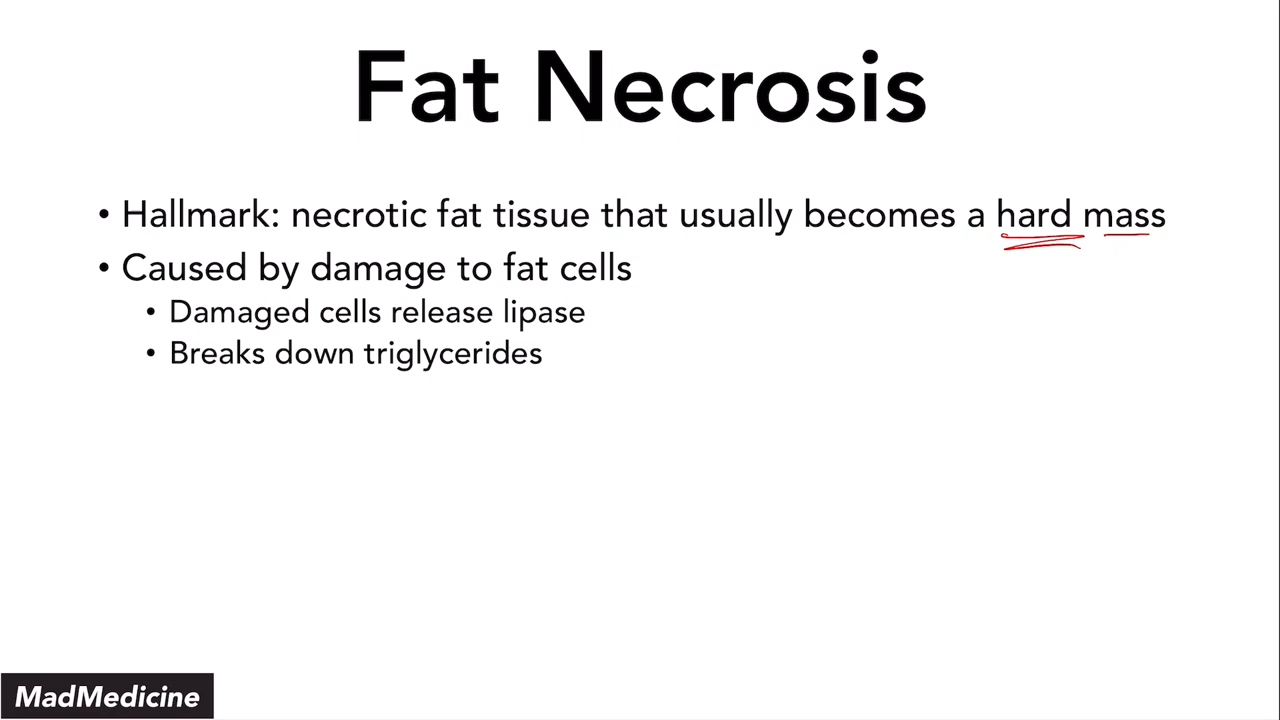 Fat Necrosis
• Hallmark: necrotic fat tissue that usually becomes a hard mass
• Caused by damage to fat cells
• Damaged cells release lipase
• Breaks down triglycerides
MadMedicine